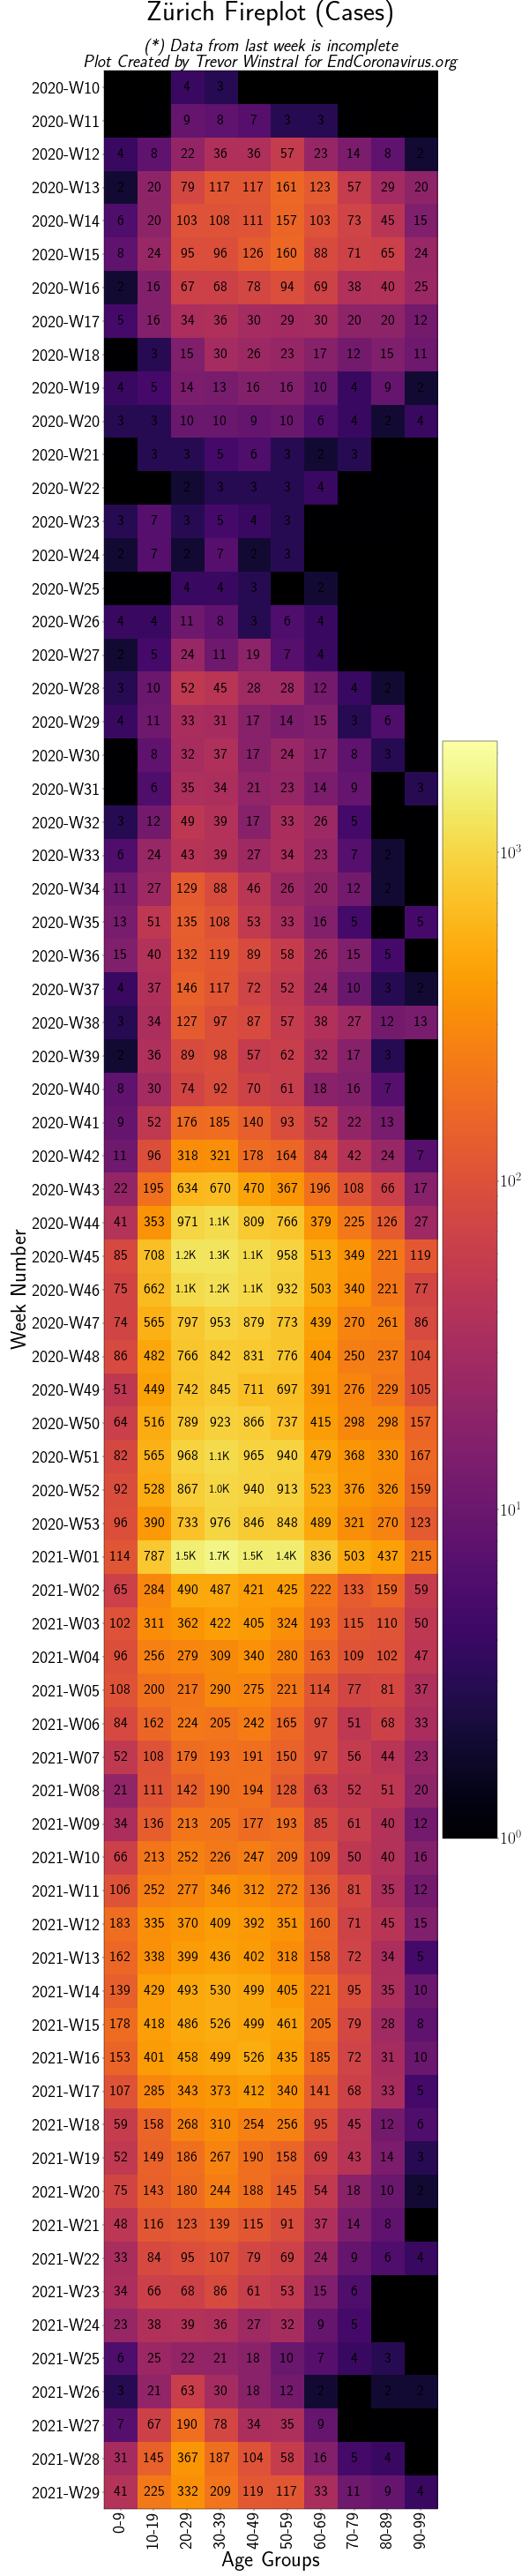 Zürich Fireplot (Cases)
(*) Data from last week is incomplete
Plot Created by Trevor Winstral for EndCoronavirus.org
2020-W10 4 3
2020-W11 9 8 7 3 3
2020-W12 4 8 22 36 36 57 23 14 8 2
2020-W13 2 20 79 117 117 161 123 57 29 20
2020-W14 6 20 103 108 111 157 103 73 45 15
2020-W15 8 24 95 96 126 160 88 71 65 24
2020-W16 2 16 67 68 78 94 69 38 40 25
2020-W17 5 16 34 36 30 29 30 20 20 12
2020-W18 3 15 30 26 23 17 12 15 11
2020-W19 4 5 14 13 16 16 10 4 9 2
2020-W20 3 3 10 10 9 10 6 4 2 4
2020-W21 3 3 5 6 3 2 3
2020-W22 2 3 3 3 4
2020-W23 3 7 3 5 4 3
2020-W24 2 7 2 7 2 3
2020-W25 4 4 3 2
2020-W26 4 4 11 8 3 6 4
2020-W27 2 5 24 11 19 7 4
2020-W28 3 10 52 45 28 28 12 4 2
2020-W29 4 11 33 31 17 14 15 3 6
2020-W30 8 32 37 17 24 17 8 3
2020-W31 6 35 34 21 23 14 9 3
2020-W32 3 12 49 39 17 33 26 5
2020-W33 6 24 43 39 27 34 23 7 2
2020-W34 11 27 129 88 46 26 20 12 2
2020-W35 13 51 135 108 53 33 16 5 5
2020-W36 15 40 132 119 89 58 26 15 5
2020-W37 4 37 146 117 72 52 24 10 3 2
2020-W38 3 34 127 97 87 57 38 27 12 13
2020-W39 2 36 89 98 57 62 32 17 3
2020-W40 8 30 74 92 70 61 18 16 7
2020-W41 9 52 176 185 140 93 52 22 13
2020-W42 11 96 318 321 178 164 84 42 24 7
2020-W43 22 195 634 670 470 367 196 108 66 17
2020-W44 41 353 971 1.1K 809 766 379 225 126 27
2020-W45 85 708 1.2K 1.3K 1.1K 958 513 349 221 119
2020-W46 75 662 1.1K 1.2K 1.1K 932 503 340 221 77
2020-W47 74 565 797 953 879 773 439 270 261 86
2020-W48 86 482 766 842 831 776 404 250 237 104
2020-W49 51 449 742 845 711 697 391 276 229 105
2020-W50 64 516 789 923 866 737 415 298 298 157
2020-W51 82 565 968 1.1K 965 940 479 368 330 167
2020-W52 92 528 867 1.0K 940 913 523 376 326 159
2020-W53 96 390 733 976 846 848 489 321 270 123
2021-W01 114 787 1.5K 1.7K 1.5K 1.4K 836 503 437 215
2021-W02 65 284 490 487 421 425 222 133 159 59
2021-W03 102 311 362 422 405 324 193 115 110 50
2021-W04 96 256 279 309 340 280 163 109 102 47
2021-W05 108 200 217 290 275 221 114 77 81 37
2021-W06 84 162 224 205 242 165 97 51 68 33
2021-W07 52 108 179 193 191 150 97 56 44 23
2021-W08 21 111 142 190 194 128 63 52 51 20
2021-W09 34 136 213 205 177 193 85 61 40 12
2021-W10 66 213 252 226 247 209 109 50 40 16
2021-W11 106 252 277 346 312 272 136 81 35 12
2021-W12 183 335 370 409 392 351 160 71 45 15
2021-W13 162 338 399 436 402 318 158 72 34 5
2021-W14 139 429 493 530 499 405 221 95 35 10
2021-W15 178 418 486 526 499 461 205 79 28 8
2021-W16 153 401 458 499 526 435 185 72 31 10
2021-W17 107 285 343 373 412 340 141 68 33 5
2021-W18 59 158 268 310 254 256 95 45 12 6
2021-W19 52 149 186 267 190 158 69 43 14 3
2021-W20 75 143 180 244 188 145 54 18 10 2
2021-W21 48 116 123 139 115 91 37 14 8
2021-W22 33 84 95 107 79 69 24 9 6 4
2021-W23 34 66 68 86 61 53 15 6
2021-W24 23 38 39 36 27 32 9 5
2021-W25 6 25 22 21 18 10 7 4 3
2021-W26 3 21 63 30 18 12 2 2 2
2021-W27 7 67 190 78 34 35 9
2021-W28 31 145 367 187 104 58 16 5 4
2021-W29 41 225 332 209 119 117 33 11 9 4
0-9 10-19 20-29 30-39 40-49 50-59 60-69 70-79 80-89 90-99
Age Groups
Week Number
10³
10²
10¹
10⁰